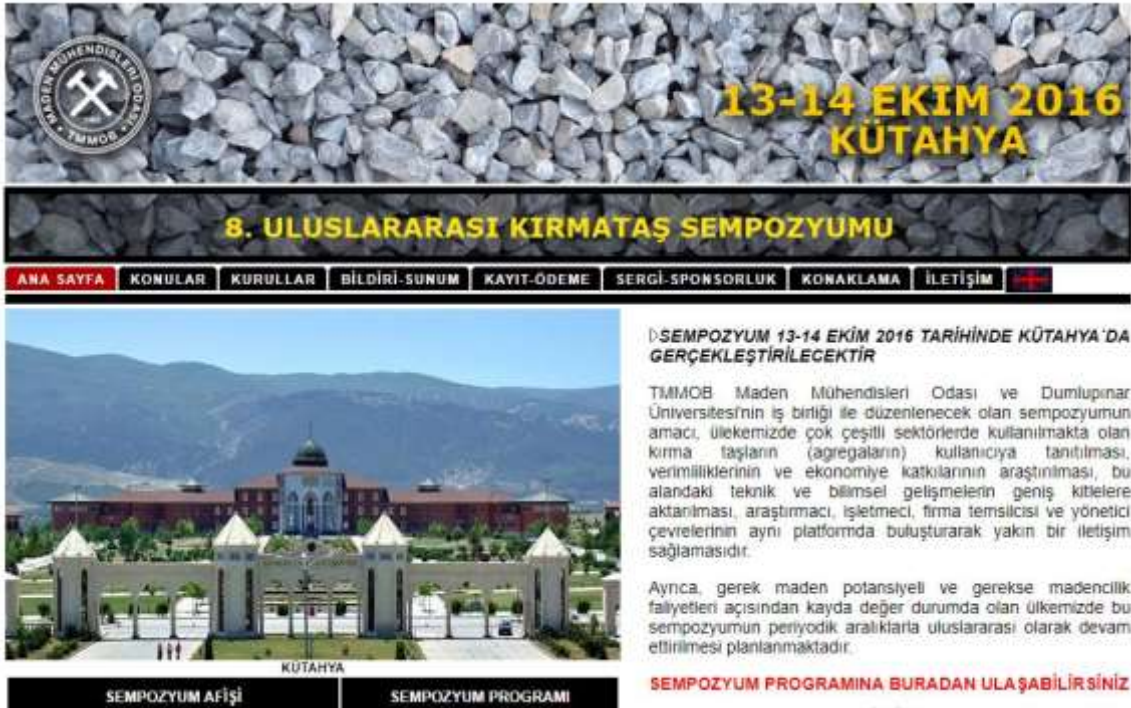 MADEN MÜHENDİSLERİ ODASI
TMMOB
13-14 EKİM 2016
KÜTAHYA
8. ULUSLARARASI KIRMATAŞ SEMPOZYUMU
ANA SAYFA KONULAR KURULLAR BİLDİRİ-SUNUM KAYIT-ÖDEME SERGİ-SPONSORLUK KONAKLAMA İLETİŞİM
SEMPOZYUM 13-14 EKİM 2016 TARİHİNDE KÜTAHYA'DA
GERÇEKLEŞTİRİLECEKTİR
TMMOB Maden Mühendisleri Odası ve Dumlupınar
Üniversitesi'nin iş birliği ile düzenlenecek olan sempozyumun
amacı, ülekemizde çok çeşitli sektörlerde kullanılmakta olan
kırma taşların (agregaların) kullanıcıya tanıtılması,
verimliliklerinin ve ekonomiye katkılarının araştırılması, bu
alandaki teknik ve bilimsel gelişmelerin geniş kitlelere
aktarılması, araştırmacı, işletmeci, firma temsilcisi ve yönetici
çevrelerinin aynı platformda buluşturarak yakın bir iletişim
sağlamasıdır.
Ayrıca, gerek maden potansiyeli ve gerekse madencilik
faliyetleri açısından kayda değer durumda olan ülkemizde bu
sempozyumun periyodik aralıklarla uluslararası olarak devam
ettirilmesi planlanmaktadır.
SEMPOZYUM PROGRAMINA BURADAN ULAŞABİLİRSİNİZ
KÜTAHYA
SEMPOZYUM AFİŞİ SEMPOZYUM PROGRAMI